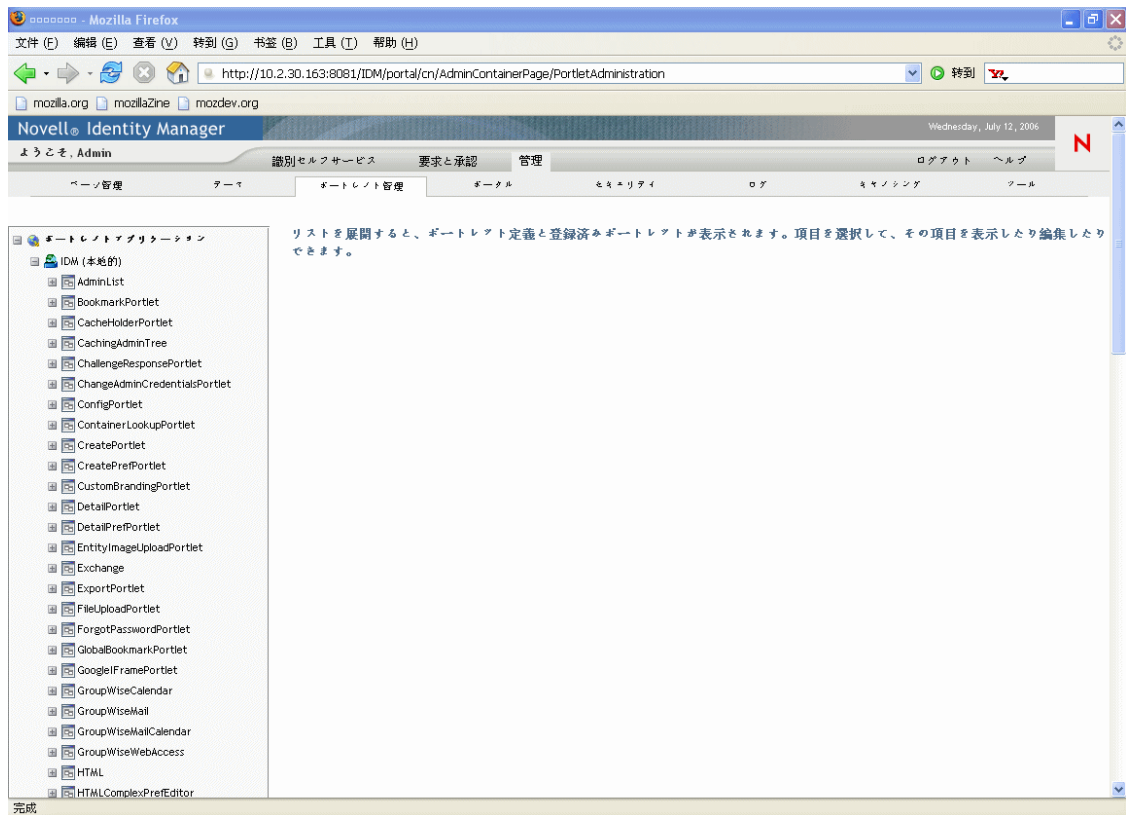 - Mozilla Firefox
文件 (F) 编辑 (E) 查看 (V) 转到 (G) 书签 (B) 工具 (T) 帮助 (H)
http://10.2.30.163:8081/IDM/portal/cn/AdminContainerPage/PortletAdministration 转到
mozilla.org mozillaZine mozdev.org
Novell® Identity Manager Wednesday, July 12, 2006
ようこそ, Admin
識別セルフサービス 要求と承認 管理 ログアウト ヘルプ
ページ管理 テーマ ポートレット管理 ポータル セキュリティ ログ キャッシング ツール
ポートレットアプリケーション
IDM (本地的)
AdminList
BookmarkPortlet
CacheHolderPortlet
CachingAdminTree
ChallengeResponsePortlet
ChangeAdminCredentialsPortlet
ConfigPortlet
ContainerLookupPortlet
CreatePortlet
CreatePrefPortlet
CustomBrandingPortlet
DetailPortlet
DetailPrefPortlet
EntityImageUploadPortlet
Exchange
ExportPortlet
FileUploadPortlet
ForgotPasswordPortlet
GlobalBookmarkPortlet
GoogleIFramePortlet
GroupWiseCalendar
GroupWiseMail
GroupWiseMailCalendar
GroupWiseWebAccess
HTML
HTMLComplexPrefEditor
リストを展開すると、ポートレット定義と登録済みポートレットが表示されます。項目を選択して、その項目を表示したり編集したり
できます。
N
完成